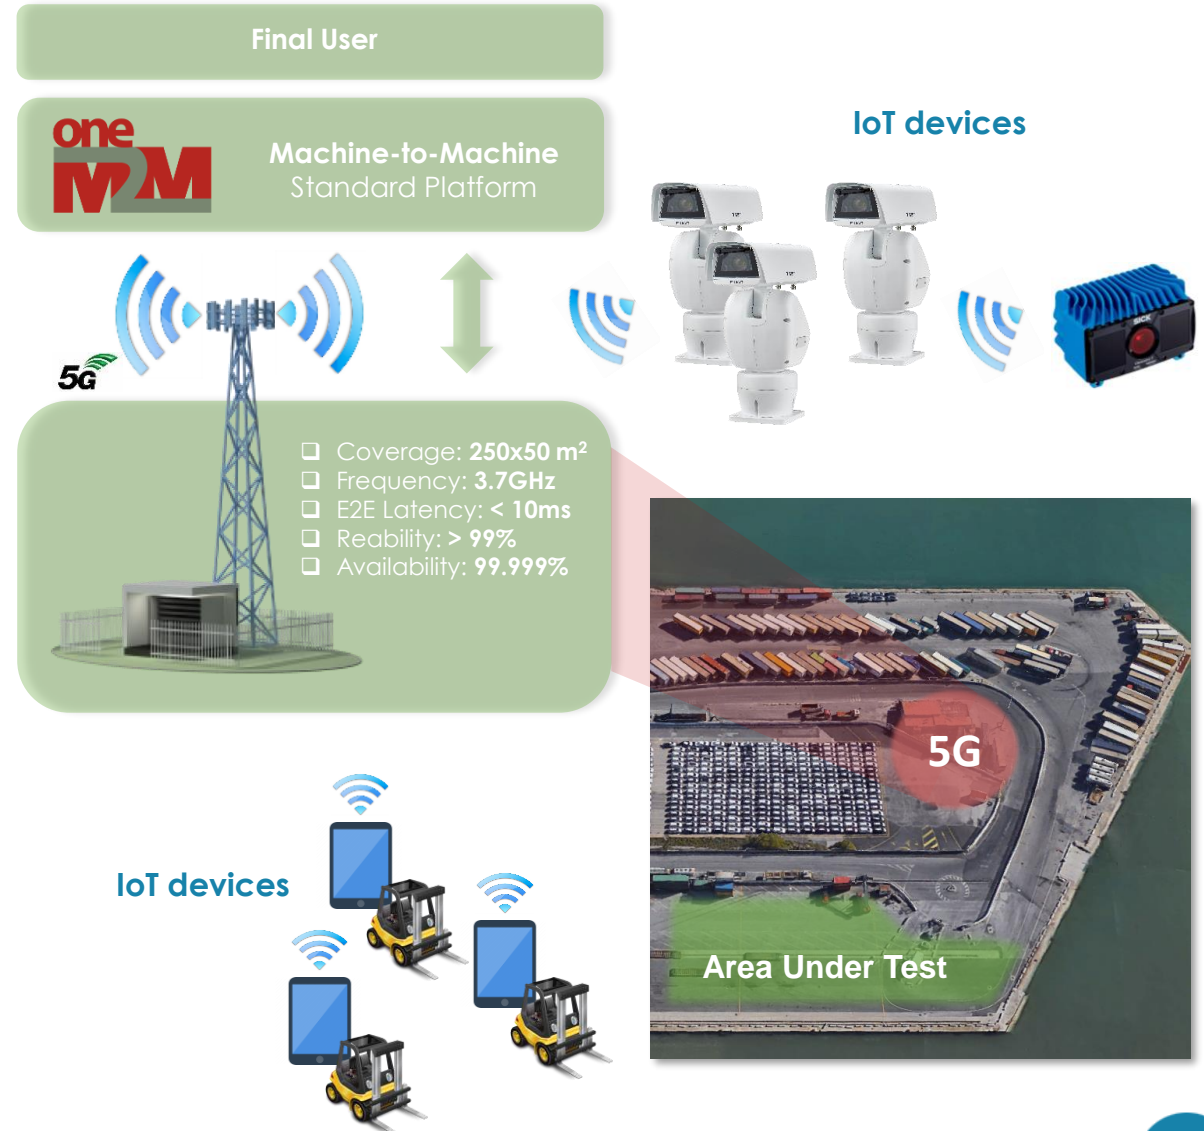 Final User
one
M2M
Machine-to-Machine
Standard Platform
IoT devices
5G
SICK
❑ Coverage: 250x50 m²
❑ Frequency: 3.7GHz
❑ E2E Latency: < 10ms
❑ Reability: > 99%
❑ Availability: 99.999%
5G
IoT devices
Area Under Test